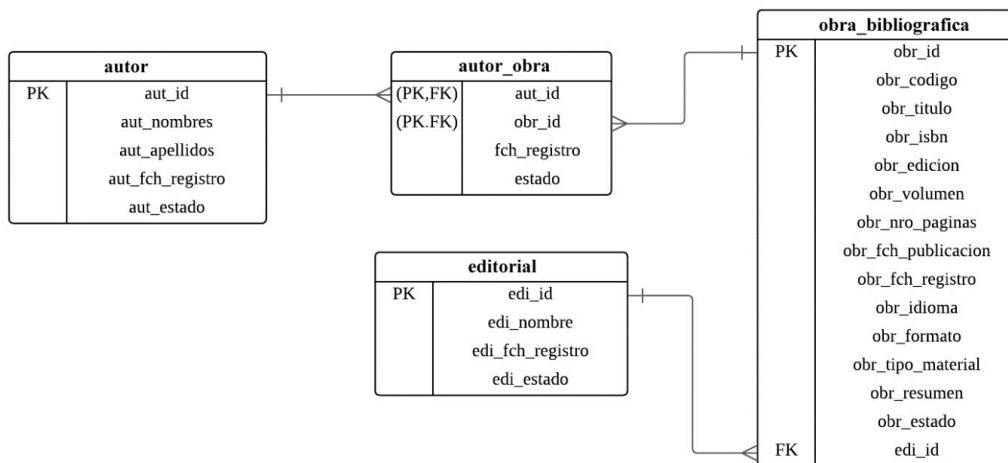 autor
PK aut_id
aut_nombres
aut_apellidos
aut_fch_registro
aut_estado
autor_obra
(PK,FK) aut_id
(PK.FK) obr_id
fch_registro
estado
editorial
PK edi_id
edi_nombre
edi_fch_registro
edi_estado
obra_bibliografica
PK obr_id
obr_codigo
obr_titulo
obr_isbn
obr_edicion
obr_volumen
obr_nro_paginas
obr_fch_publicacion
obr_fch_registro
obr_idioma
obr_formato
obr_tipo_material
obr_resumen
obr_estado
FK edi_id